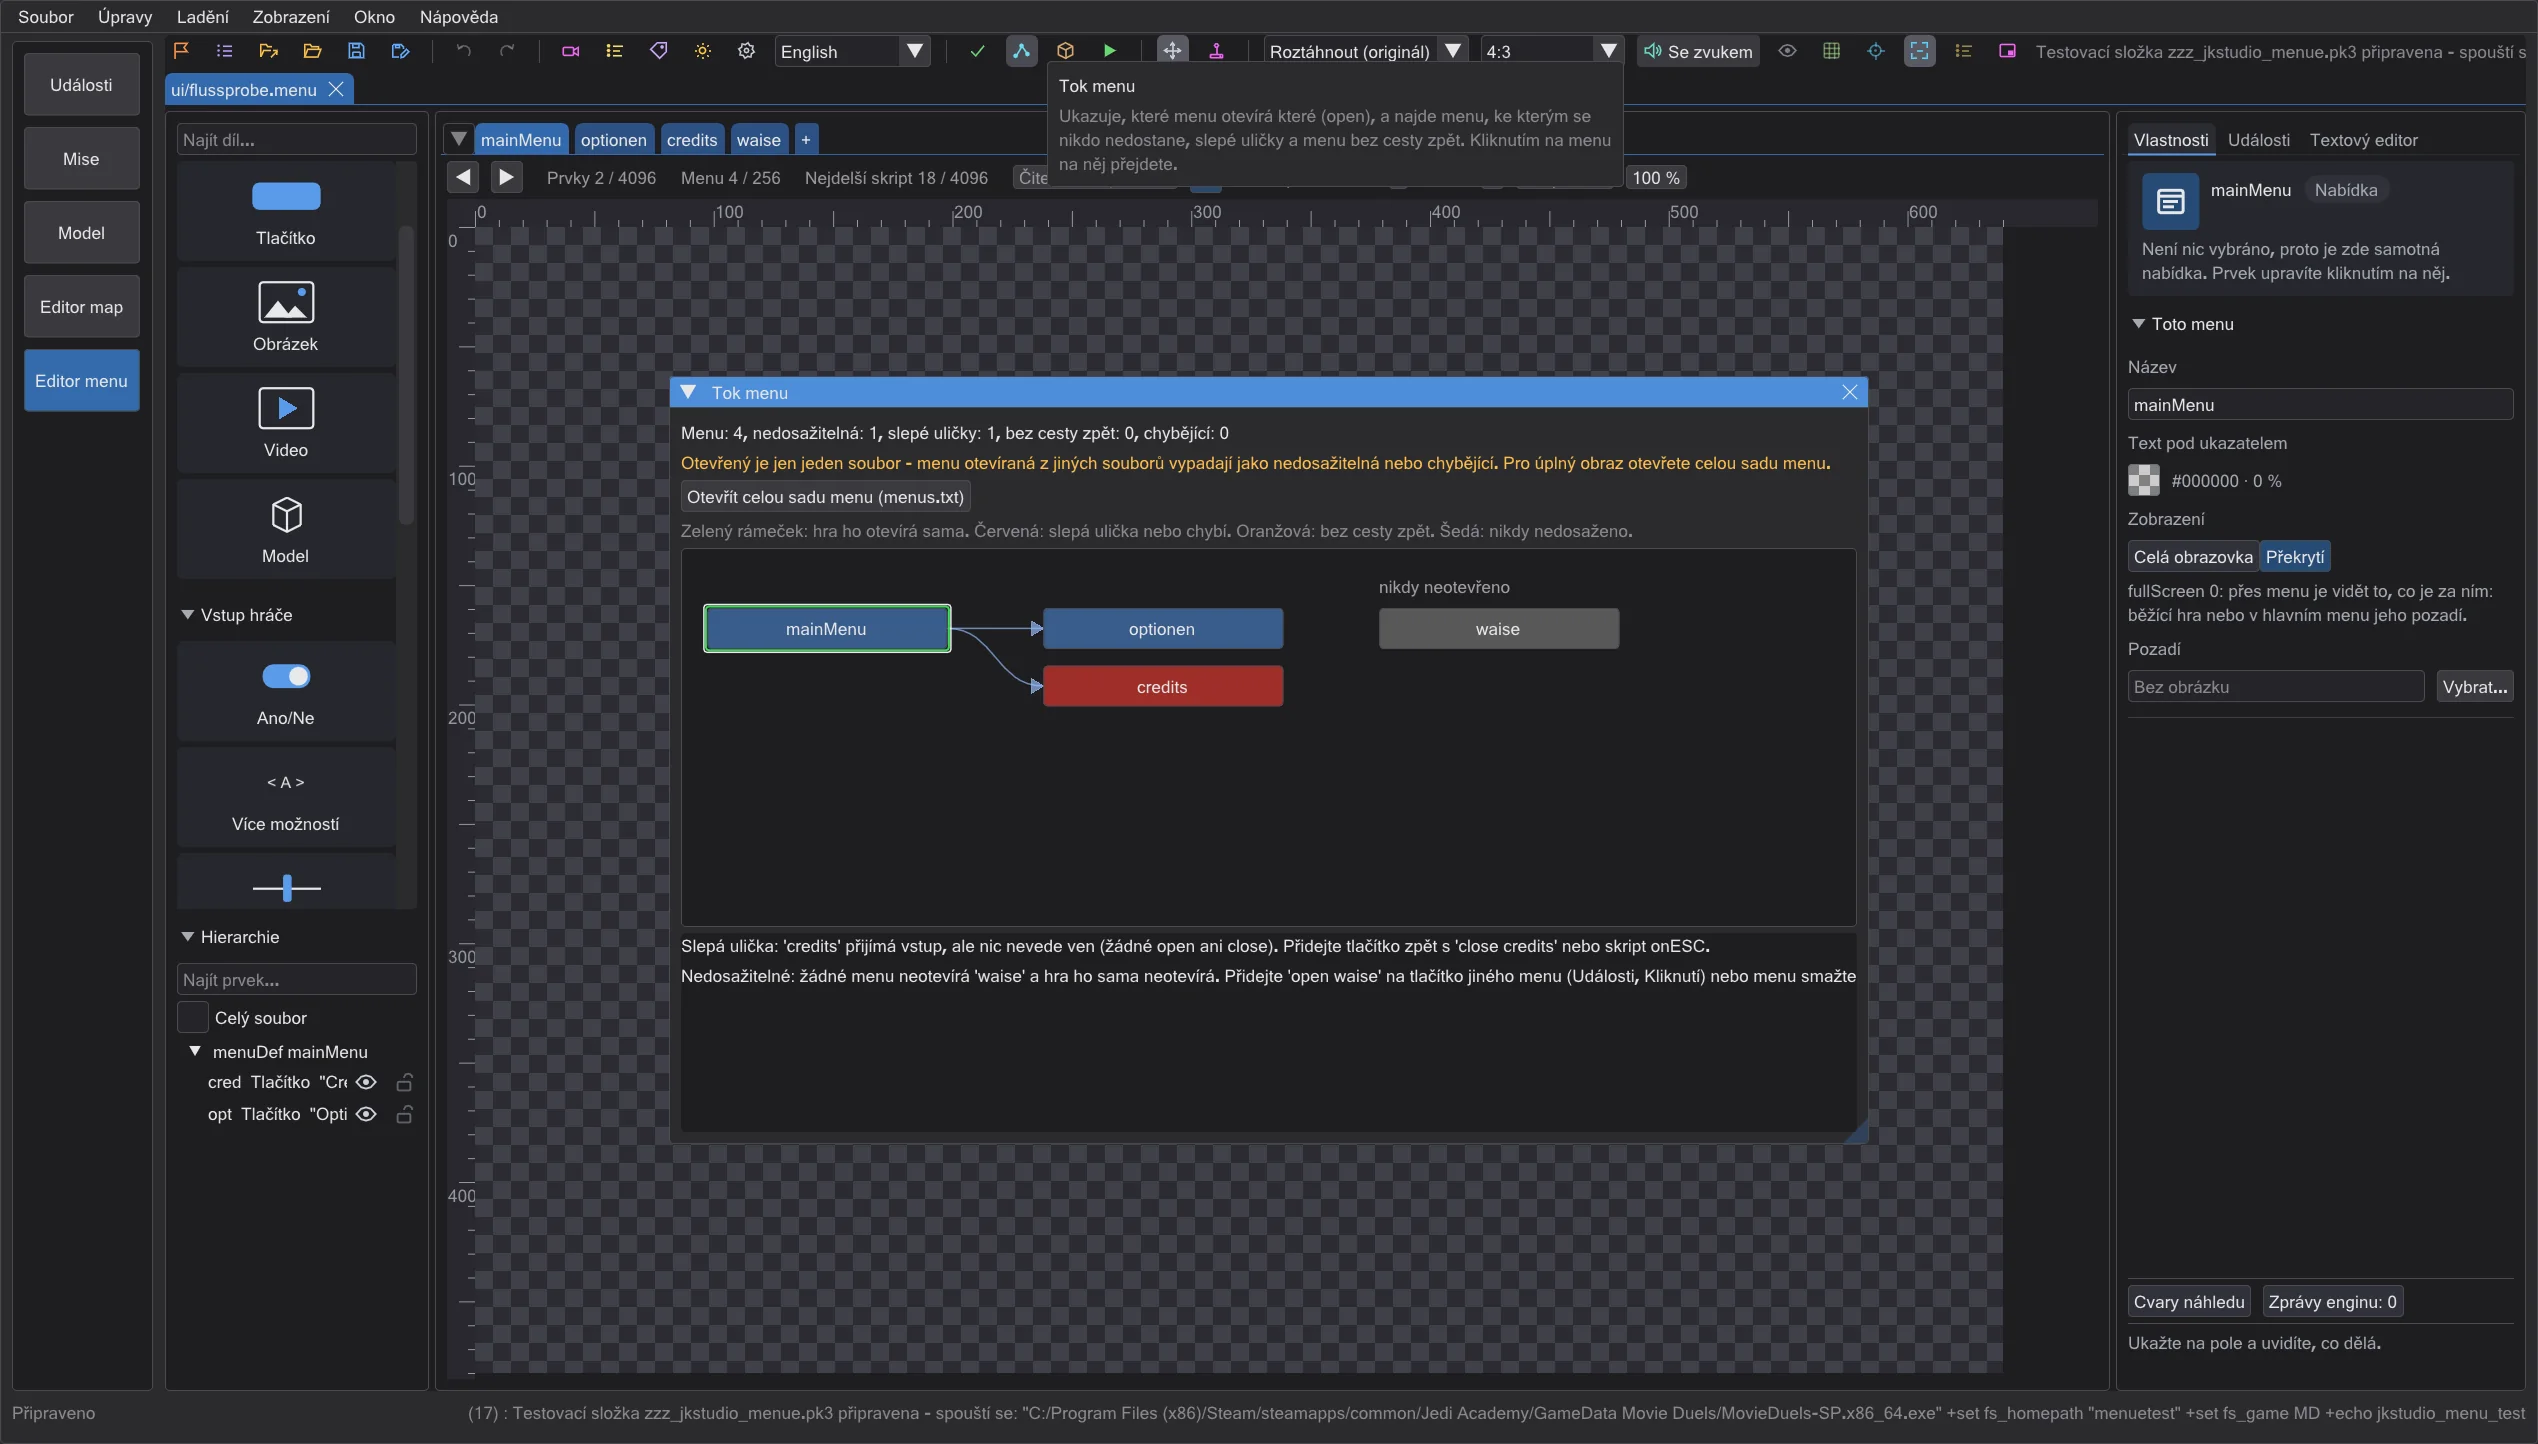 Soubor Úpravy Ladění Zobrazení Okno Nápověda
English
Roztáhnout (originál)
4:3
Se zvukem
Testovací složka zzz_jkstudio_menue.pk3 připravena - spouští s
Události
Mise
Model
Editor map
Editor menu
ui/flussprobe.menu
Tok menu
Ukazuje, které menu otevírá které (open), a najde menu, ke kterým se
nikdo nedostane, slepé uličky a menu bez cesty zpět. Kliknutím na menu
na něj přejdete.
Najít díl...
Tlačítko
Obrázek
Video
Model
Vstup hráče
Ano/Ne
< A >
Více možností
Hierarchie
Najít prvek...
Celý soubor
menuDef mainMenu
cred Tlačítko "Cre
opt Tlačítko "Opti
mainMenu optionen credits waise +
Prvky 2 / 4096 Menu 4 / 256 Nejdelší skript 18 / 4096 Čite
100 %
0 100 200 300 400 500 600
0
100
200
300
400
Tok menu
Menu: 4, nedosažitelná: 1, slepé uličky: 1, bez cesty zpět: 0, chybějící: 0
Otevřený je jen jeden soubor - menu otevíraná z jiných souborů vypadají jako nedosažitelná nebo chybějící. Pro úplný obraz otevřete celou sadu menu.
Otevřít celou sadu menu (menus.txt)
Zelený rámeček: hra ho otevírá sama. Červená: slepá ulička nebo chybí. Oranžová: bez cesty zpět. Šedá: nikdy nedosaženo.
nikdy neotevřeno
mainMenu optionen waise
credits
Slepá ulička: 'credits' přijímá vstup, ale nic nevede ven (žádné open ani close). Přidejte tlačítko zpět s 'close credits' nebo skript onESC.
Nedosažitelné: žádné menu neotevírá 'waise' a hra ho sama neotevírá. Přidejte 'open waise' na tlačítko jiného menu (Události, Kliknutí) nebo menu smažte
Vlastnosti Události Textový editor
mainMenu Nabídka
Není nic vybráno, proto je zde samotná
nabídka. Prvek upravíte kliknutím na něj.
Toto menu
Název
mainMenu
Text pod ukazatelem
#000000 · 0 %
Zobrazení
Celá obrazovka Překrytí
fullScreen 0: přes menu je vidět to, co je za ním:
běžící hra nebo v hlavním menu jeho pozadí.
Pozadí
Bez obrázku Vybrat...
Cvary náhledu Zprávy enginu: 0
Ukažte na pole a uvidíte, co dělá.
Připraveno
(17) : Testovací složka zzz_jkstudio_menue.pk3 připravena - spouští se: "C:/Program Files (x86)/Steam/steamapps/common/Jedi Academy/GameData Movie Duels/MovieDuels-SP.x86_64.exe" +set fs_homepath "menuetest" +set fs_game MD +echo jkstudio_menu_test